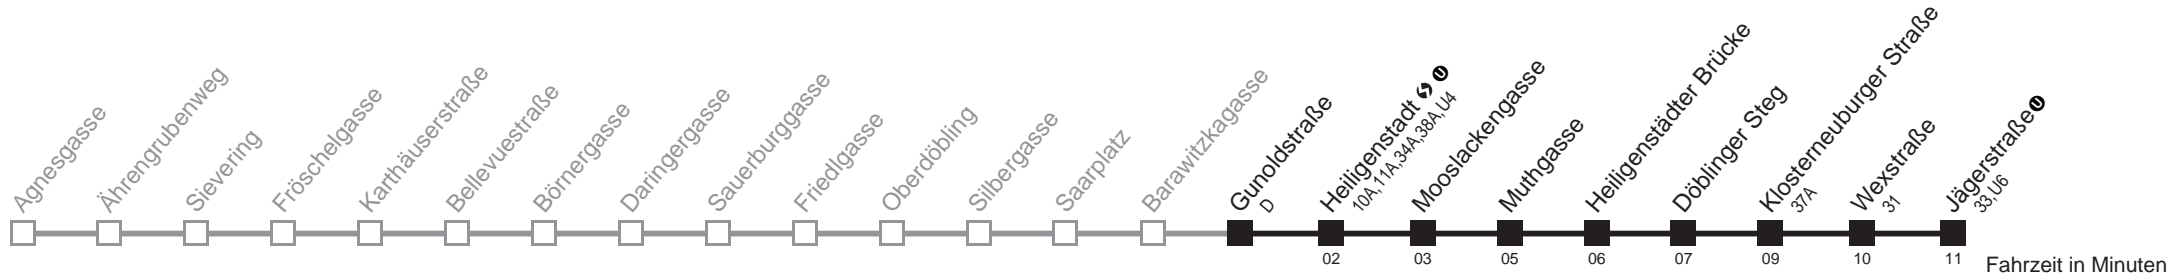 Agnesgasse
Ährengrubenweg
Sievering
Fröschelgasse
Karthäuserstraße
Bellevuestraße
Börnergasse
Daringergasse
Sauerburggasse
Friedlgasse
Oberdöbling
Silbergasse
Saarplatz
Barawitzkagasse
Gunoldstraße
D
Heiligenstadt S U
10A,11A,34A,38A,U4
Mooslackengasse
Muthgasse
Heiligenstädter Brücke
Döblinger Steg
Klosterneuburger Straße
37A
Wexstraße
31
Jägerstraße U
33,U6
02 03 05 06 07 09 10 11 Fahrzeit in Minuten